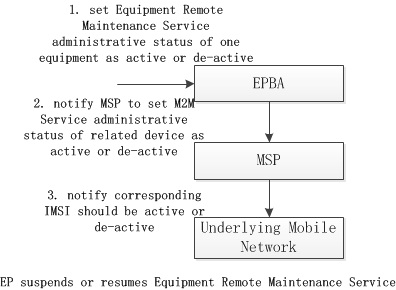 1. set Equipment Remote
Maintenance Service
administrative status of one
equipment as active or de-active
EPBA
2. notify MSP to set M2M
Service administrative
status of related device as
active or de-active
MSP
3. notify corresponding
IMSI should be active or
de-active
Underlying Mobile
Network
EP suspends or resumes Equipment Remote Maintenance Service